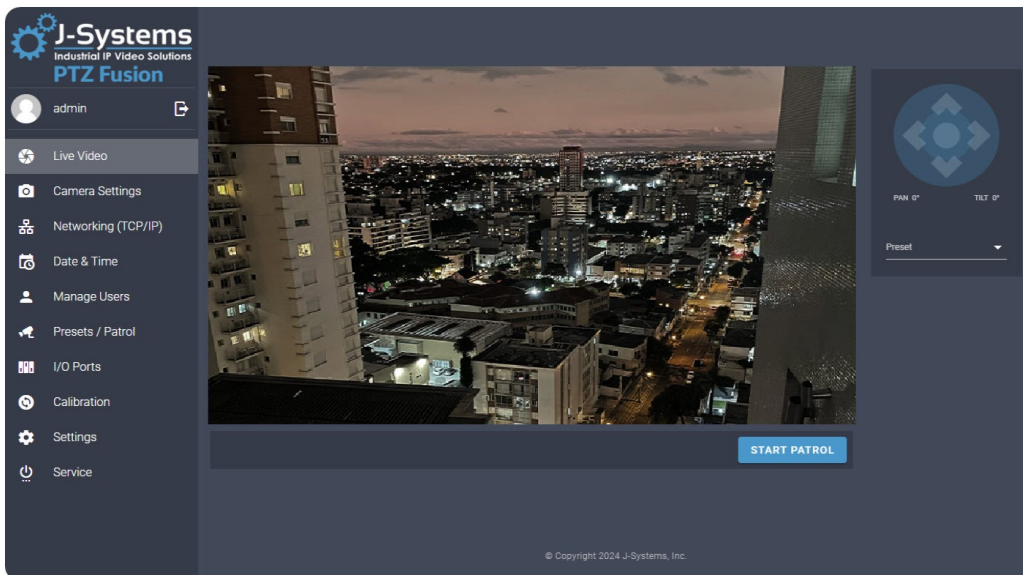 J-Systems
Industrial IP Video Solutions
PTZ Fusion
admin
Live Video
Camera Settings
Networking (TCP/IP)
Date & Time
Manage Users
Presets / Patrol
I/O Ports
Calibration
Settings
Service
PAN 0° TILT 0°
Preset
START PATROL
© Copyright 2024 J-Systems, Inc.